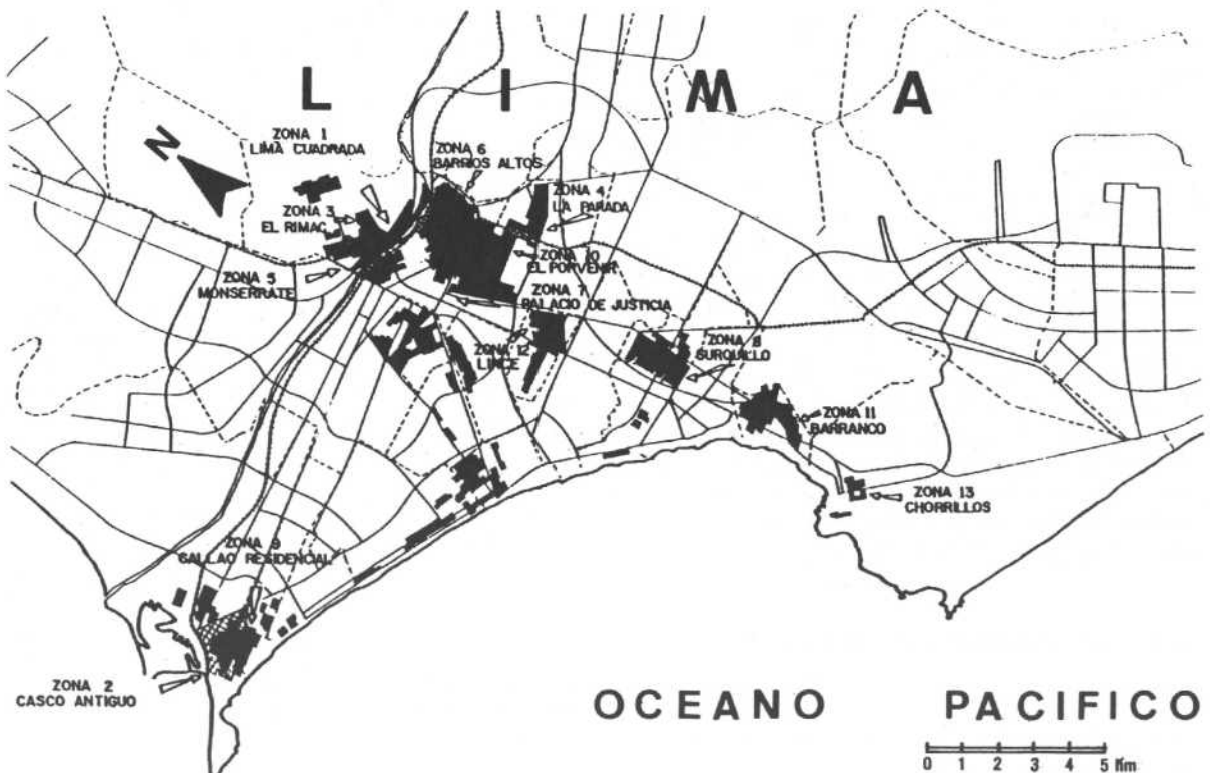 L I M A
N
ZONA 1
LIMA CUADRADA
ZONA 6
BARRIOS ALTOS
ZONA 4
LA PARADA
ZONA 3
EL RIMAC
ZONA 10
EL PORVENIR
ZONA 5
MONSERRATE
ZONA 7
PALACIO DE JUSTICIA
ZONA 12
LINCE
ZONA 8
SURQUILLO
ZONA 11
BARRANCO
ZONA 13
CHORRILLOS
ZONA 9
CALLAO RESIDENCIAL
ZONA 2
CASCO ANTIGUO
OCEANO PACIFICO
0 1 2 3 4 5 Km